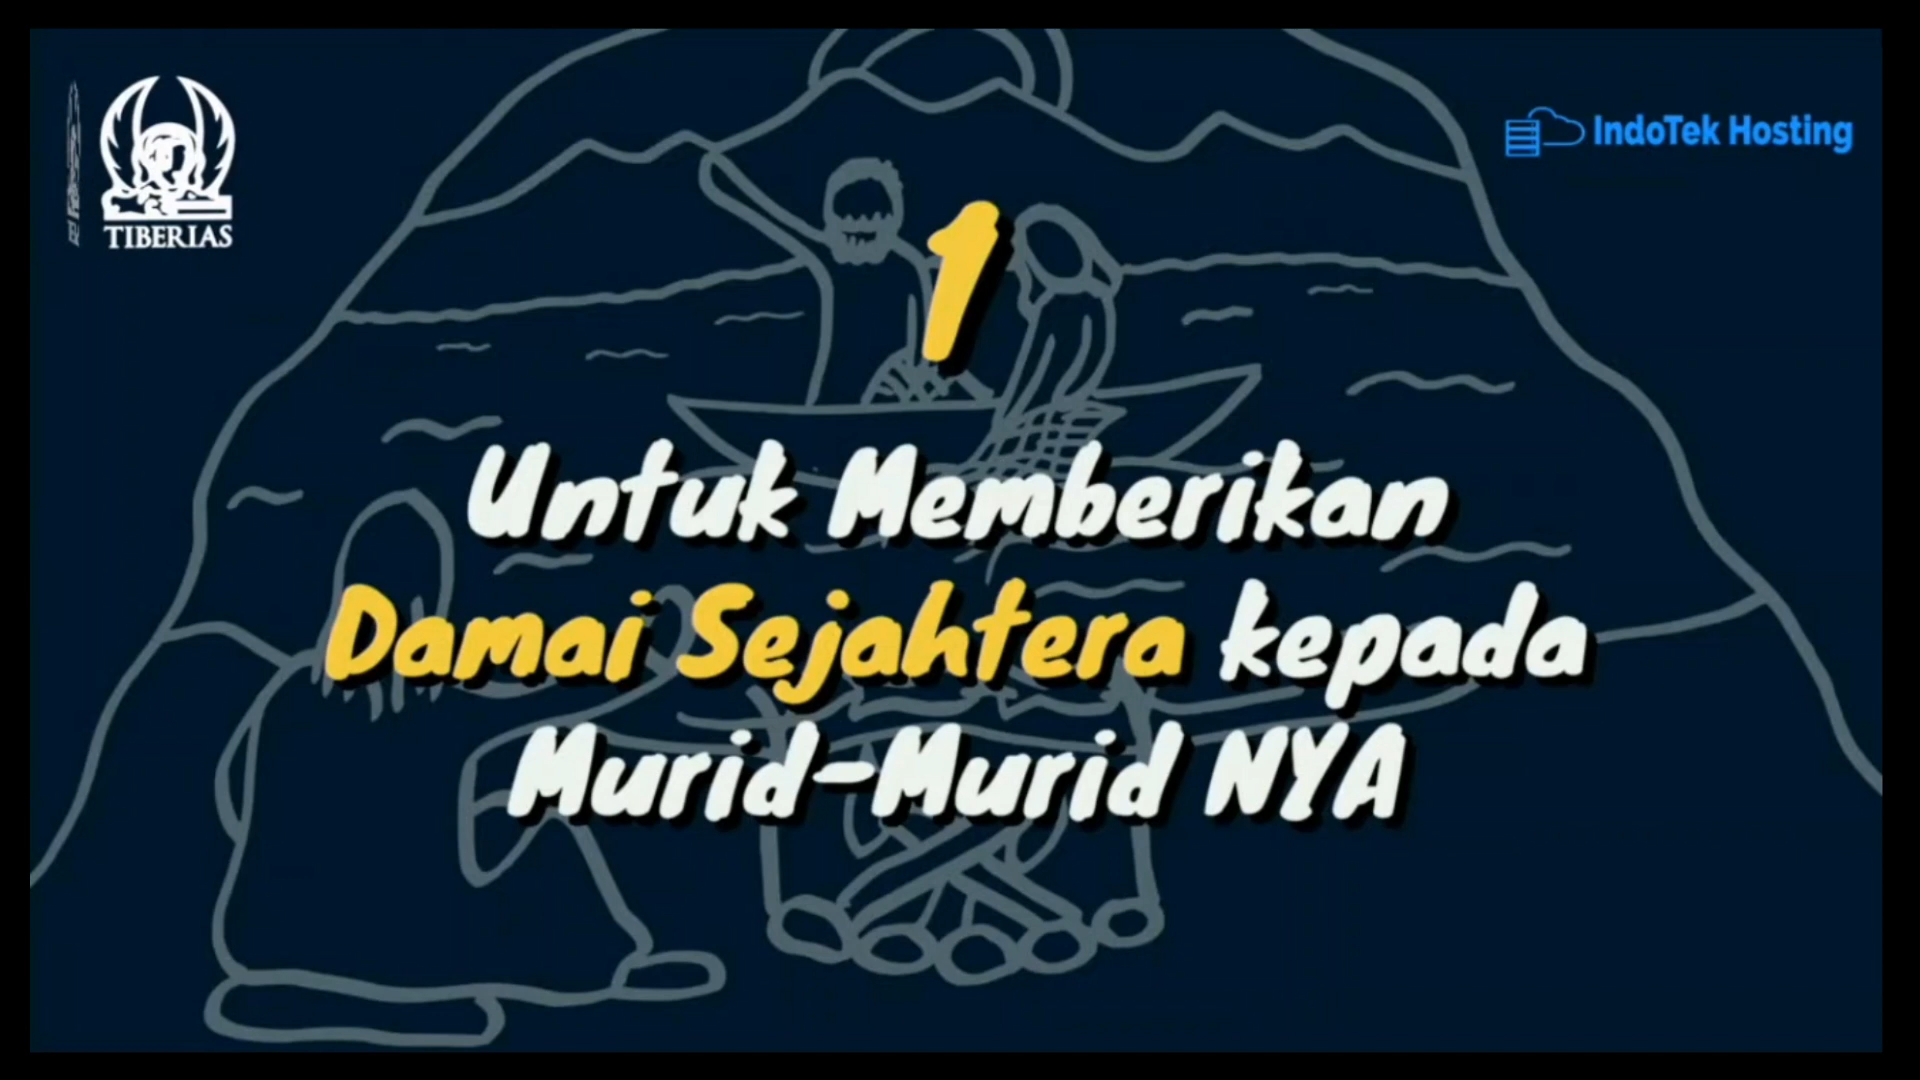 TIBERIAS
IndoTek Hosting
1
Untuk Memberikan
Damai Sejahtera kepada
Murid-Murid NYA